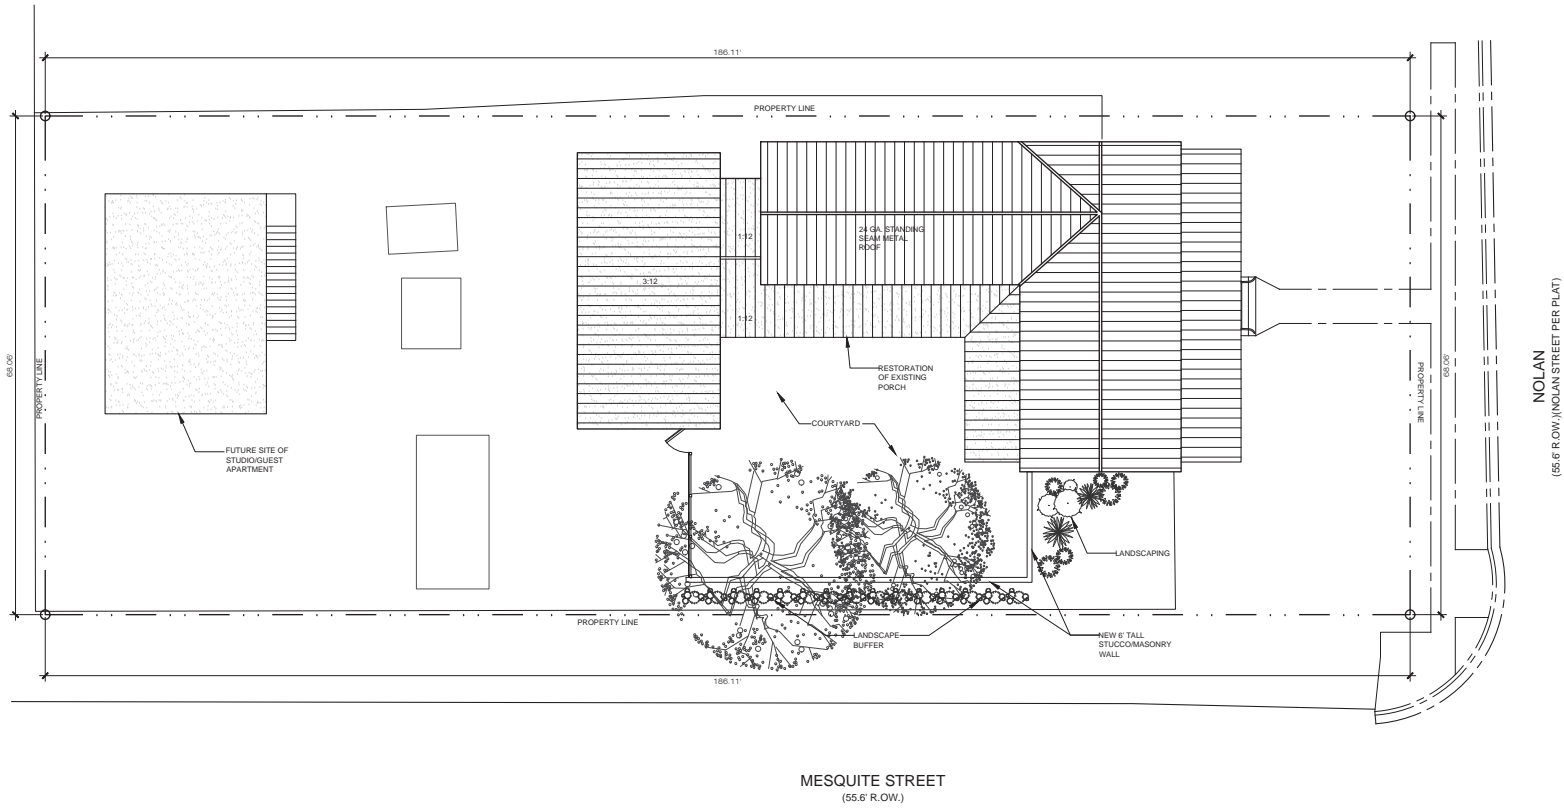 186.11'
PROPERTY LINE
1:12
24 GA. STANDING
SEAM METAL
ROOF
3:12
1:12
68.06'
PROPERTY LINE
RESTORATION
OF EXISTING
PORCH
COURTYARD
FUTURE SITE OF
STUDIO/GUEST
APARTMENT
LANDSCAPING
PROPERTY LINE
68.06'
NOLAN
(55.6' R.OW.)(NOLAN STREET PER PLAT)
PROPERTY LINE
LANDSCAPE
BUFFER
NEW 6' TALL
STUCCO/MASONRY
WALL
186.11'
MESQUITE STREET
(55.6' R.OW.)